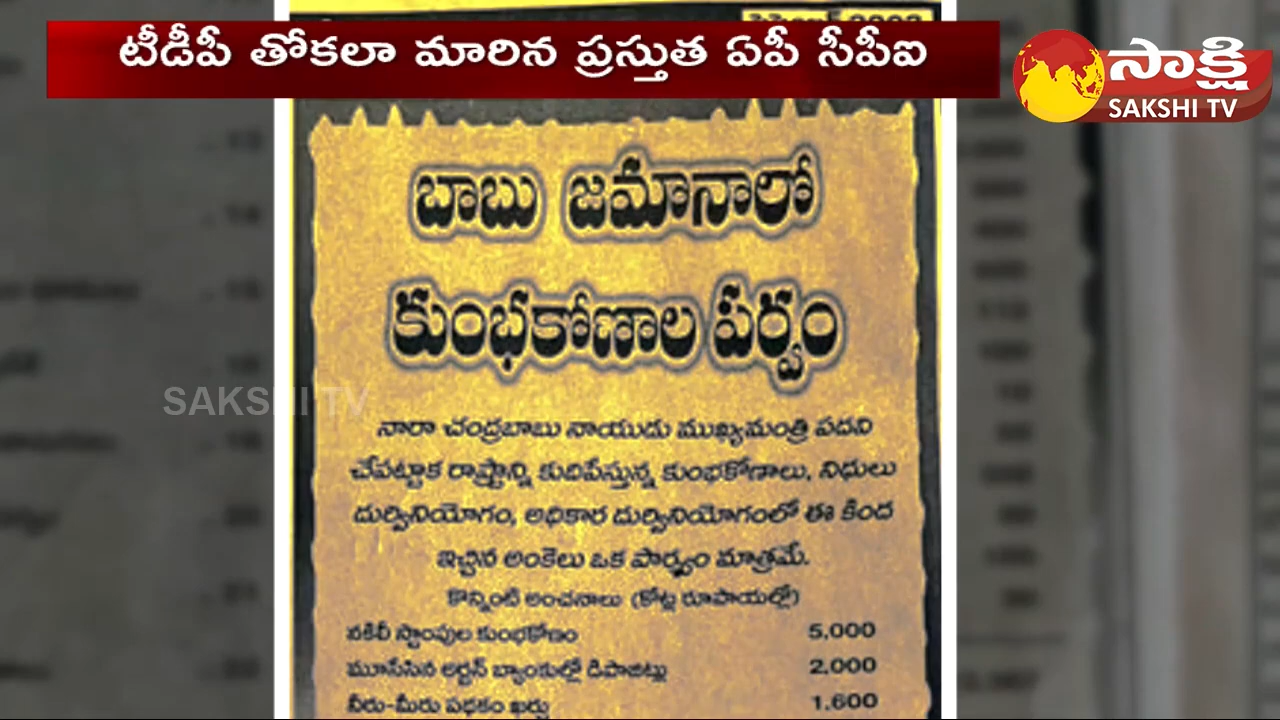 టీడీపీ తోకలా మారిన ప్రస్తుత ఏపీ సీపీఐ
సాక్షి
SAKSHI TV
బాబు జమానాలో
కుంభకోణాల పర్వం
SAKSHI TV
నారా చంద్రబాబు నాయుడు ముఖ్యమంత్రి పదవి
చేపట్టాక రాష్ట్రాన్ని కుదిపేస్తున్న కుంభకోణాలు, నిధులు
దుర్వినియోగం, అధికార దుర్వినియోగంలో ఈ కింద
ఇచ్చిన అంకెలు ఒక పార్శ్వం మాత్రమే.
కొన్నింటి అంచనాలు (కోట్ల రూపాయల్లో)
నకిలీ స్టాంపుల కుంభకోణం 5,000
మూసేసిన అర్బన్ బ్యాంకుల్లో డిపాజిట్లు 2,000
నీరు-మీరు పథకం ఖర్చు 1,600